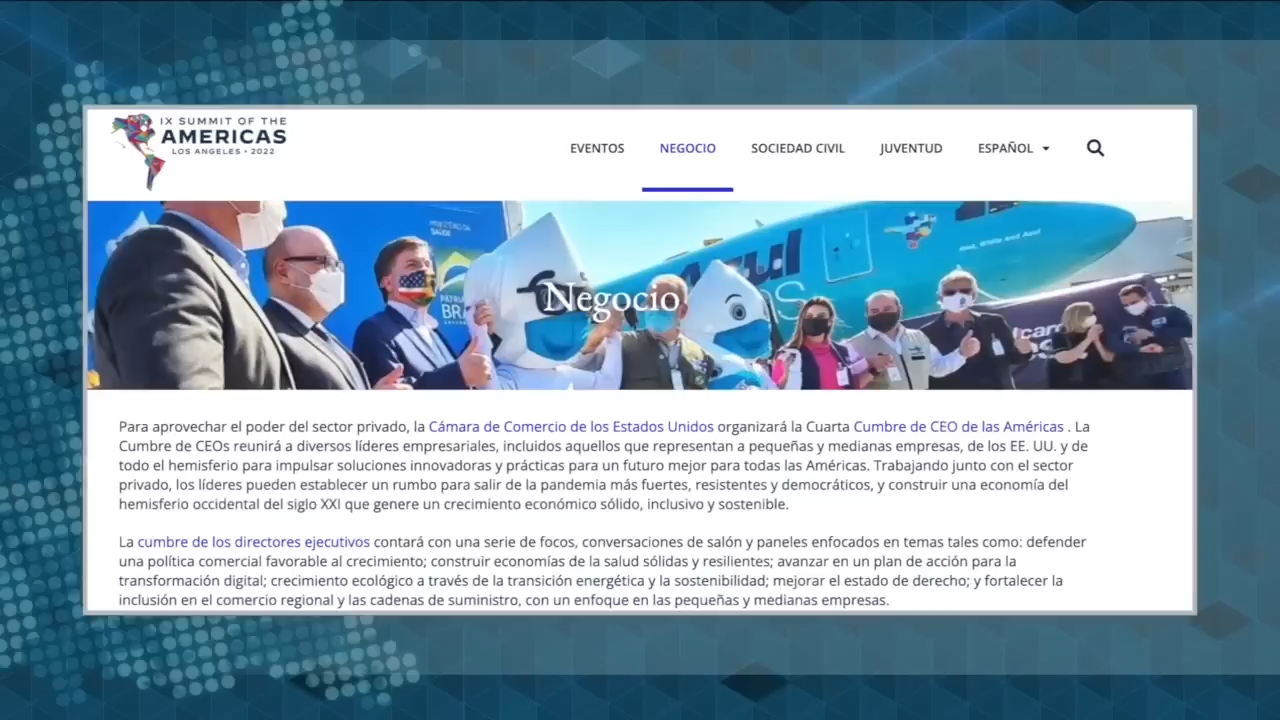 IX SUMMIT OF THE
AMERICAS
LOS ANGELES • 2022
EVENTOS
NEGOCIO
SOCIEDAD CIVIL
JUVENTUD
ESPAÑOL
MINISTÉRIO DA
SAÚDE
Azul
Red, White and Azul
Negocio
Para aprovechar el poder del sector privado, la Cámara de Comercio de los Estados Unidos organizará la Cuarta Cumbre de CEO de las Américas . La
Cumbre de CEOs reunirá a diversos líderes empresariales, incluidos aquellos que representan a pequeñas y medianas empresas, de los EE. UU. y de
todo el hemisferio para impulsar soluciones innovadoras y prácticas para un futuro mejor para todas las Américas. Trabajando junto con el sector
privado, los líderes pueden establecer un rumbo para salir de la pandemia más fuertes, resistentes y democráticos, y construir una economía del
hemisferio occidental del siglo XXI que genere un crecimiento económico sólido, inclusivo y sostenible.
La cumbre de los directores ejecutivos contará con una serie de focos, conversaciones de salón y paneles enfocados en temas tales como: defender
una política comercial favorable al crecimiento; construir economías de la salud sólidas y resilientes; avanzar en un plan de acción para la
transformación digital; crecimiento ecológico a través de la transición energética y la sostenibilidad; mejorar el estado de derecho; y fortalecer la
inclusión en el comercio regional y las cadenas de suministro, con un enfoque en las pequeñas y medianas empresas.